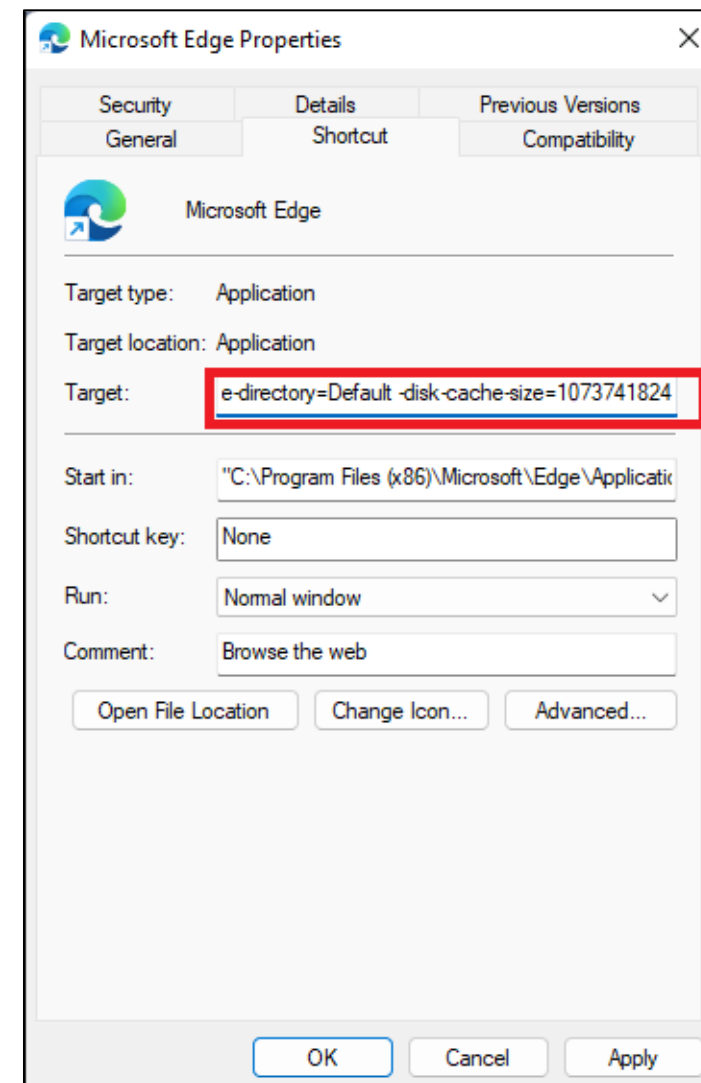 Microsoft Edge Properties
Security Details Previous Versions
General Shortcut Compatibility
Microsoft Edge
Target type: Application
Target location: Application
Target: e-directory=Default -disk-cache-size=1073741824
Start in: "C:\Program Files (x86)\Microsoft\Edge\Applicatic
Shortcut key: None
Run: Normal window
Comment: Browse the web
Open File Location Change Icon... Advanced...
OK Cancel Apply